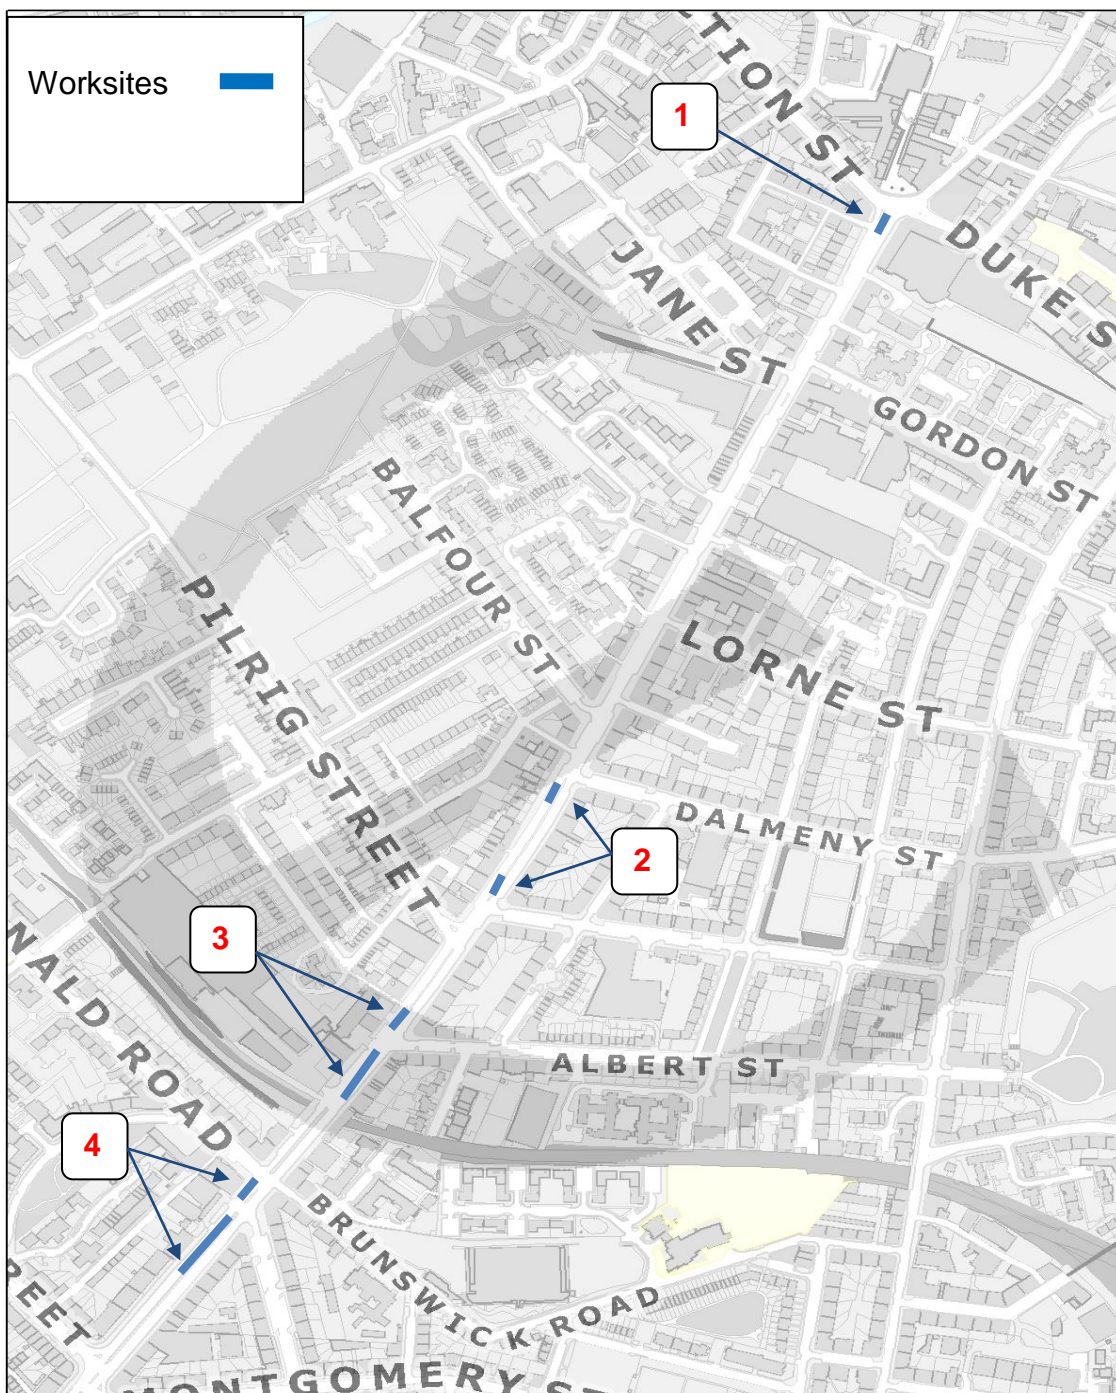 Worksites
CTION ST
1
DUKE S
JANE ST
GORDON ST
BALFOUR ST
PILRIG STREET
LORNE ST
DALMENY ST
2
3
NALD ROAD
ALBERT ST
4
BRUNSWICK ROAD
REET
MONTGOMERY ST